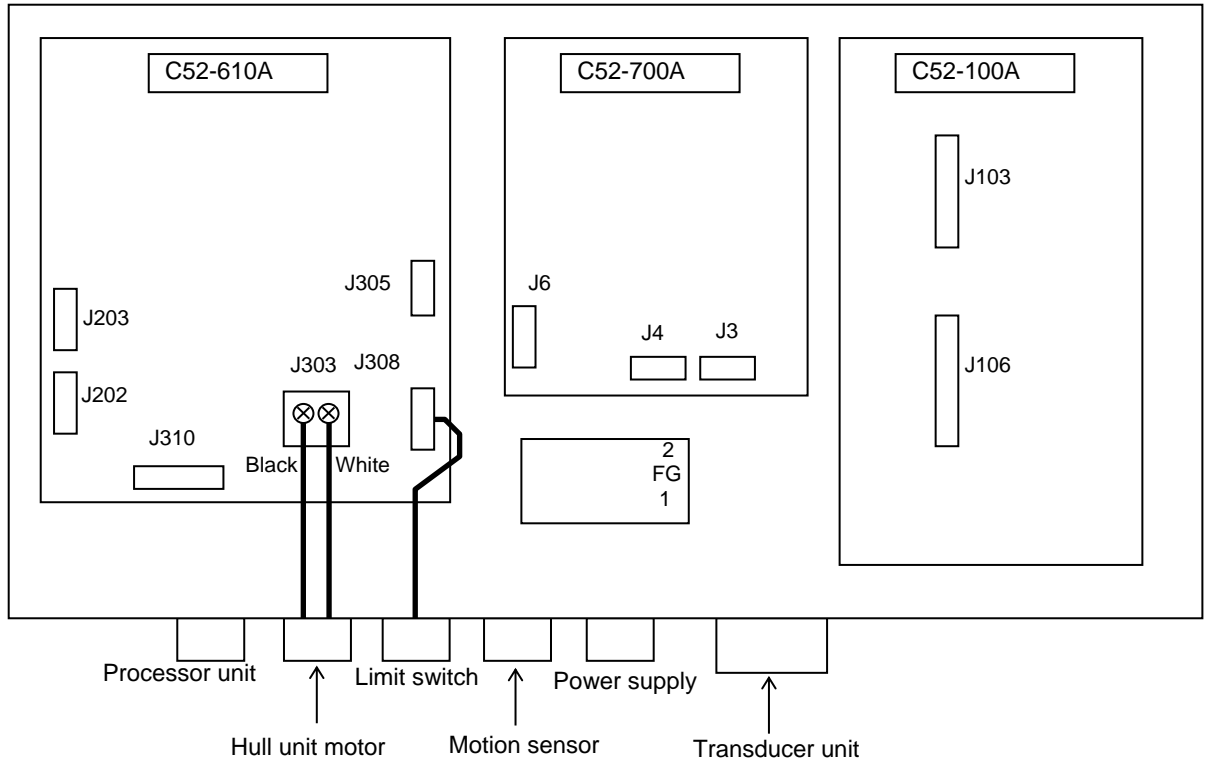 C52-610A
C52-700A
C52-100A
J103
J305
J6
J203
J4
J3
J303
J308
J106
J202
J310
Black
White
2
FG
1
Processor unit
Limit switch
Power supply
Hull unit motor
Motion sensor
Transducer unit